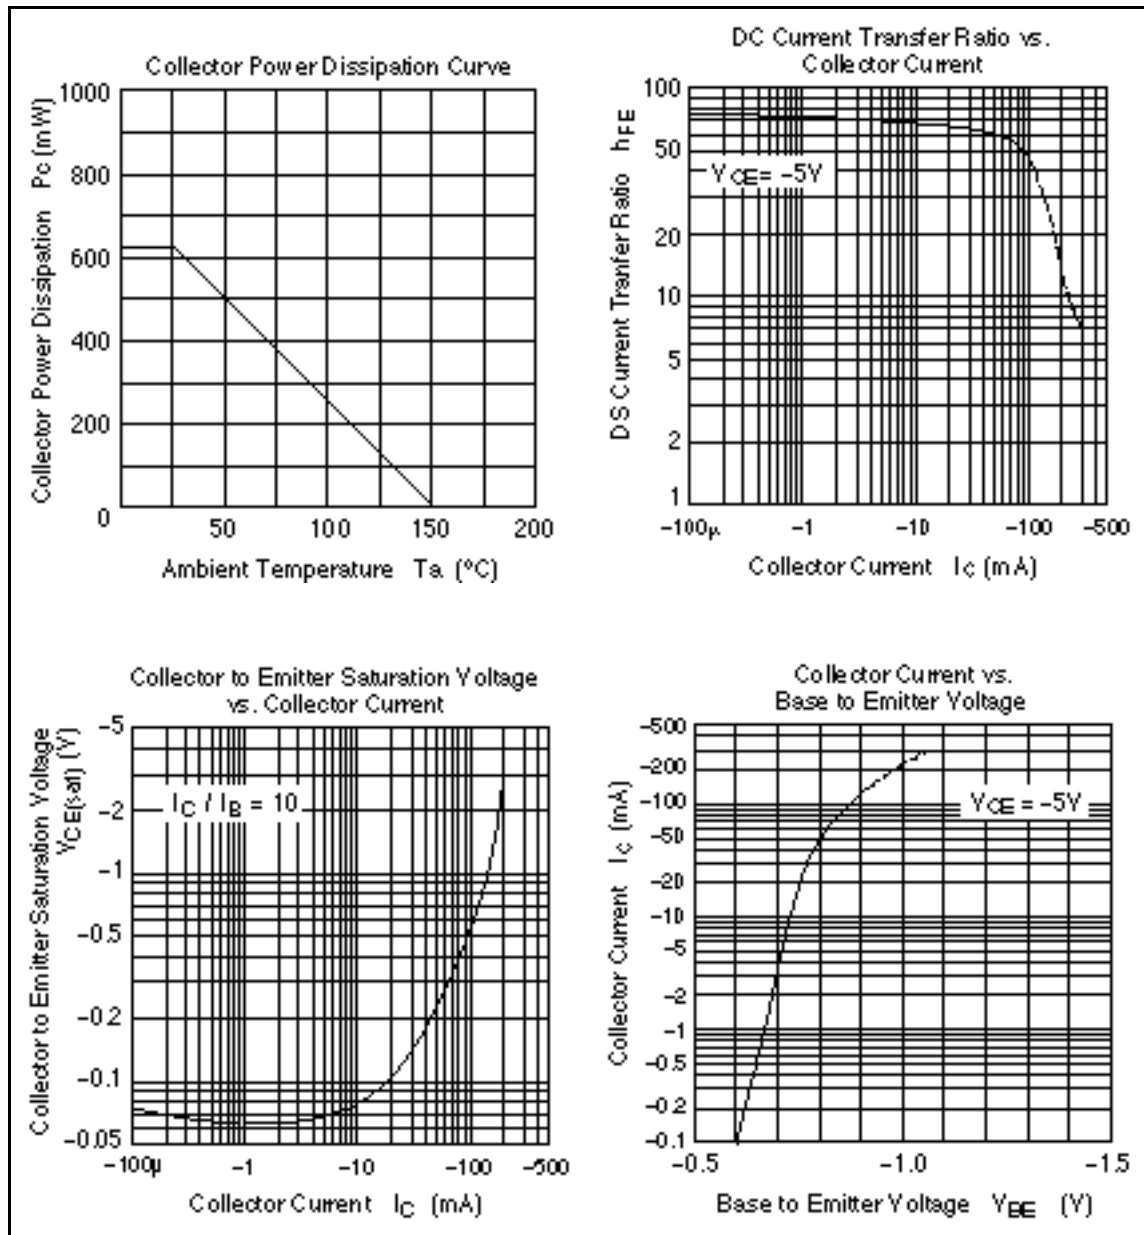 Collector Power Dissipation Curve
Collector Power Dissipation Pc (mW)
1000
800
600
400
200
0
50 100 150 200
Ambient Temperature Ta (°C)
DC Current Transfer Ratio vs.
Collector Current
DS Current Tranfer Ratio hFE
100
50
20
10
5
2
1
VCE = -5V
-100μ -1 -10 -100 -500
Collector Current IC (mA)
Collector to Emitter Saturation Voltage
vs. Collector Current
Collector to Emitter Saturation Voltage
VCE(sat) (V)
-5
-2
-1
-0.5
-0.2
-0.1
-0.05
IC / IB = 10
-100μ -1 -10 -100 -500
Collector Current IC (mA)
Collector Current vs.
Base to Emitter Voltage
Collector Current IC (mA)
-500
-200
-100
-50
-20
-10
-5
-2
-1
-0.5
-0.2
-0.1
VCE = -5V
-0.5 -1.0 -1.5
Base to Emitter Voltage VBE (V)